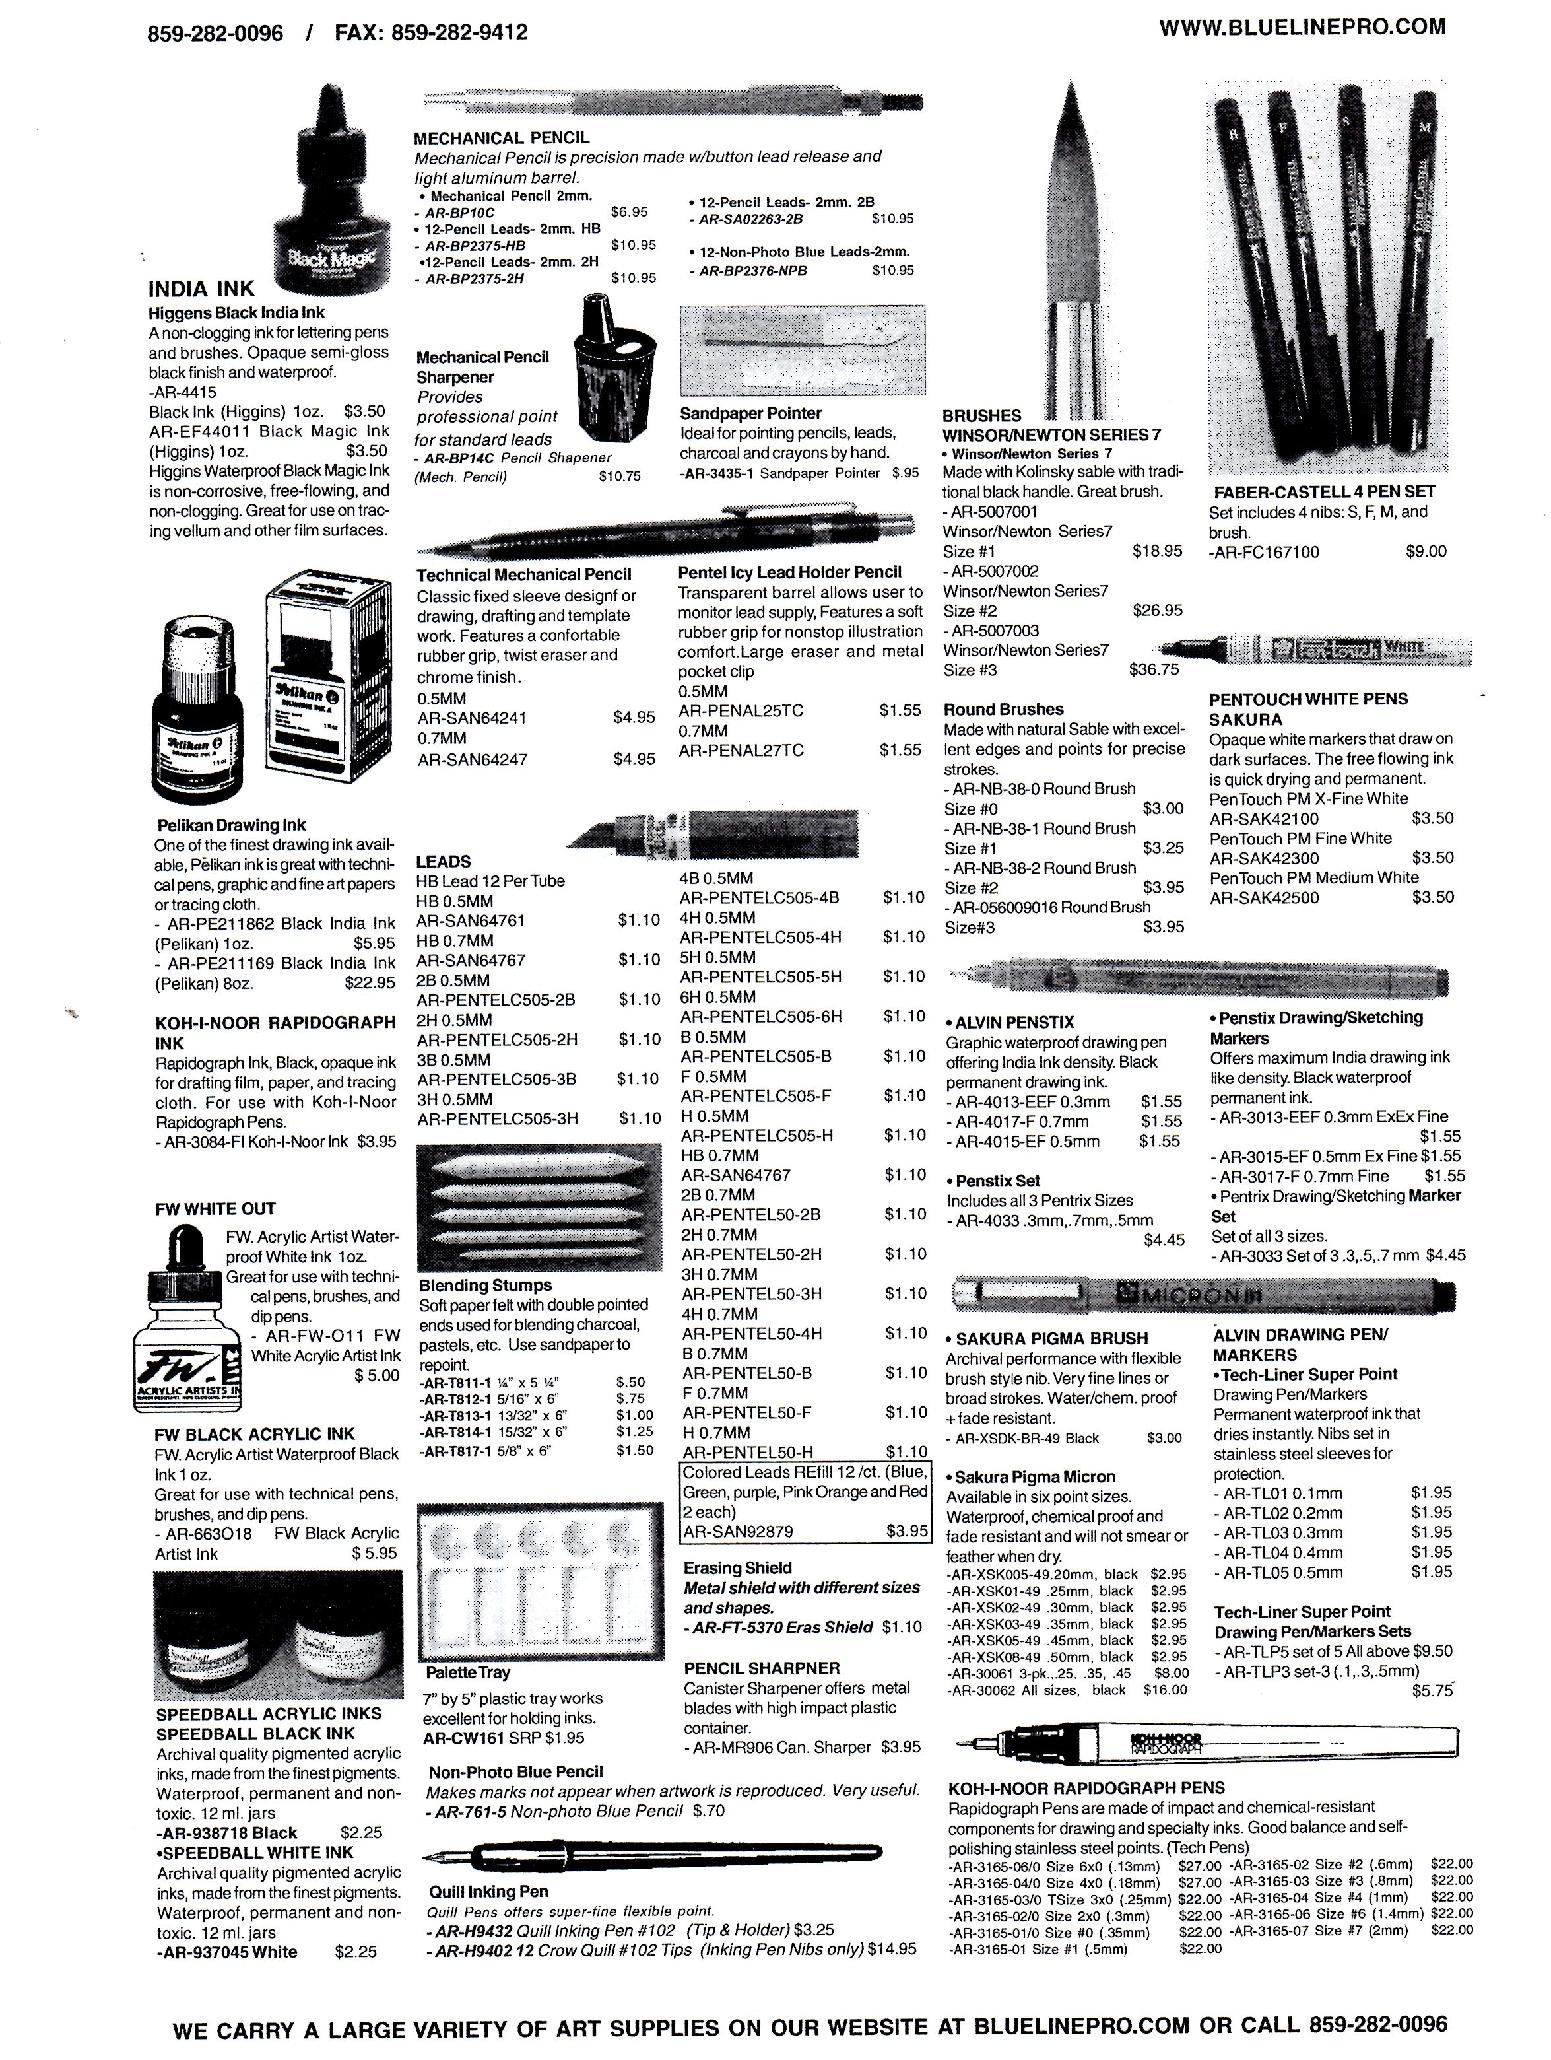 859-282-0096 / FAX: 859-282-9412
WWW.BLUELINEPRO.COM
Higgins
Black Magic
INDIA INK
Higgens Black India Ink
A non-clogging ink for lettering pens
and brushes. Opaque semi-gloss
black finish and waterproof.
-AR-4415
Black Ink (Higgins) 1oz. $3.50
AR-EF44011 Black Magic Ink
(Higgins) 1oz. $3.50
Higgins Waterproof Black Magic Ink
is non-corrosive, free-flowing, and
non-clogging. Great for use on trac-
ing vellum and other film surfaces.
Pelikan
DRAWING INK A
Pelikan
DRAWING INK A
Pelikan Drawing Ink
One of the finest drawing ink avail-
able, Pelikan ink is great with techni-
cal pens, graphic and fine art papers
or tracing cloth.
- AR-PE211862 Black India Ink
(Pelikan) 1oz. $5.95
- AR-PE211169 Black India Ink
(Pelikan) 8oz. $22.95
KOH-I-NOOR RAPIDOGRAPH
INK
Rapidograph Ink, Black, opaque ink
for drafting film, paper, and tracing
cloth. For use with Koh-I-Noor
Rapidograph Pens.
- AR-3084-FI Koh-I-Noor Ink $3.95
FW WHITE OUT
FW. Acrylic Artist Water-
proof White Ink 1oz.
Great for use with techni-
cal pens, brushes, and
dip pens.
- AR-FW-O11 FW
White Acrylic Artist Ink
$ 5.00
FW. INK
ACRYLIC ARTISTS IN
FW BLACK ACRYLIC INK
FW. Acrylic Artist Waterproof Black
Ink 1 oz.
Great for use with technical pens,
brushes, and dip pens.
- AR-663O18 FW Black Acrylic
Artist Ink $ 5.95
SPEEDBALL ACRYLIC INKS
SPEEDBALL BLACK INK
Archival quality pigmented acrylic
inks, made from the finest pigments.
Waterproof, permanent and non-
toxic. 12 ml. jars
-AR-938718 Black $2.25
•SPEEDBALL WHITE INK
Archival quality pigmented acrylic
inks, made from the finest pigments.
Waterproof, permanent and non-
toxic. 12 ml. jars
-AR-937045 White $2.25
MECHANICAL PENCIL
Mechanical Pencil is precision made w/button lead release and
light aluminum barrel.
• Mechanical Pencil 2mm.
- AR-BP10C $6.95
• 12-Pencil Leads- 2mm. HB
- AR-BP2375-HB $10.95
•12-Pencil Leads- 2mm. 2H
- AR-BP2375-2H $10.95
• 12-Pencil Leads- 2mm. 2B
- AR-SA02263-2B $10.95
• 12-Non-Photo Blue Leads-2mm.
- AR-BP2376-NPB $10.95
Mechanical Pencil
Sharpener
Provides
professional point
for standard leads
- AR-BP14C Pencil Shapener
(Mech. Pencil) $10.75
Sandpaper Pointer
Ideal for pointing pencils, leads,
charcoal and crayons by hand.
-AR-3435-1 Sandpaper Pointer $.95
Technical Mechanical Pencil
Classic fixed sleeve designf or
drawing, drafting and template
work. Features a confortable
rubber grip, twist eraser and
chrome finish.
0.5MM
AR-SAN64241 $4.95
0.7MM
AR-SAN64247 $4.95
Pentel Icy Lead Holder Pencil
Transparent barrel allows user to
monitor lead supply, Features a soft
rubber grip for nonstop illustration
comfort.Large eraser and metal
pocket clip
0.5MM
AR-PENAL25TC $1.55
0.7MM
AR-PENAL27TC $1.55
LEADS
HB Lead 12 Per Tube
HB 0.5MM
AR-SAN64761 $1.10
HB 0.7MM
AR-SAN64767 $1.10
2B 0.5MM
AR-PENTELC505-2B $1.10
2H 0.5MM
AR-PENTELC505-2H $1.10
3B 0.5MM
AR-PENTELC505-3B $1.10
3H 0.5MM
AR-PENTELC505-3H $1.10
4B 0.5MM
AR-PENTELC505-4B $1.10
4H 0.5MM
AR-PENTELC505-4H $1.10
5H 0.5MM
AR-PENTELC505-5H $1.10
6H 0.5MM
AR-PENTELC505-6H $1.10
B 0.5MM
AR-PENTELC505-B $1.10
F 0.5MM
AR-PENTELC505-F $1.10
H 0.5MM
AR-PENTELC505-H $1.10
HB 0.7MM
AR-SAN64767 $1.10
2B 0.7MM
AR-PENTEL50-2B $1.10
2H 0.7MM
AR-PENTEL50-2H $1.10
3H 0.7MM
AR-PENTEL50-3H $1.10
4H 0.7MM
AR-PENTEL50-4H $1.10
B 0.7MM
AR-PENTEL50-B $1.10
F 0.7MM
AR-PENTEL50-F $1.10
H 0.7MM
AR-PENTEL50-H $1.10
Colored Leads REfill 12 /ct. (Blue,
Green, purple, Pink Orange and Red
2 each)
AR-SAN92879 $3.95
Blending Stumps
Soft paper felt with double pointed
ends used for blending charcoal,
pastels, etc. Use sandpaper to
repoint.
-AR-T811-1 ¼" x 5 ¼" $.50
-AR-T812-1 5/16" x 6" $.75
-AR-T813-1 13/32" x 6" $1.00
-AR-T814-1 15/32" x 6" $1.25
-AR-T817-1 5/8" x 6" $1.50
Palette Tray
7" by 5" plastic tray works
excellent for holding inks.
AR-CW161 SRP $1.95
Erasing Shield
Metal shield with different sizes
and shapes.
- AR-FT-5370 Eras Shield $1.10
PENCIL SHARPNER
Canister Sharpener offers metal
blades with high impact plastic
container.
- AR-MR906 Can. Sharper $3.95
Non-Photo Blue Pencil
Makes marks not appear when artwork is reproduced. Very useful.
- AR-761-5 Non-photo Blue Pencil $.70
Quill Inking Pen
Quill Pens offers super-fine flexible point.
- AR-H9432 Quill Inking Pen #102 (Tip & Holder) $3.25
- AR-H9402 12 Crow Quill #102 Tips (Inking Pen Nibs only) $14.95
BRUSHES
WINSOR/NEWTON SERIES 7
• Winsor/Newton Series 7
Made with Kolinsky sable with tradi-
tional black handle. Great brush.
- AR-5007001
Winsor/Newton Series7
Size #1 $18.95
- AR-5007002
Winsor/Newton Series7
Size #2 $26.95
- AR-5007003
Winsor/Newton Series7
Size #3 $36.75
Round Brushes
Made with natural Sable with excel-
lent edges and points for precise
strokes.
- AR-NB-38-0 Round Brush
Size #0 $3.00
- AR-NB-38-1 Round Brush
Size #1 $3.25
- AR-NB-38-2 Round Brush
Size #2 $3.95
- AR-056009016 Round Brush
Size#3 $3.95
B F S M
FABER-CASTELL 4 PEN SET
Set includes 4 nibs: S, F, M, and
brush.
-AR-FC167100 $9.00
Pen-touch WHITE
PENTOUCH WHITE PENS
SAKURA
Opaque white markers that draw on
dark surfaces. The free flowing ink
is quick drying and permanent.
PenTouch PM X-Fine White
AR-SAK42100 $3.50
PenTouch PM Fine White
AR-SAK42300 $3.50
PenTouch PM Medium White
AR-SAK42500 $3.50
• ALVIN PENSTIX
Graphic waterproof drawing pen
offering India Ink density. Black
permanent drawing ink.
- AR-4013-EEF 0.3mm $1.55
- AR-4017-F 0.7mm $1.55
- AR-4015-EF 0.5mm $1.55
• Penstix Set
Includes all 3 Pentrix Sizes
- AR-4033 .3mm,.7mm,.5mm
$4.45
• Penstix Drawing/Sketching
Markers
Offers maximum India drawing ink
like density. Black waterproof
permanent ink.
- AR-3013-EEF 0.3mm ExEx Fine
$1.55
- AR-3015-EF 0.5mm Ex Fine $1.55
- AR-3017-F 0.7mm Fine $1.55
• Pentrix Drawing/Sketching Marker
Set
Set of all 3 sizes.
- AR-3033 Set of 3 .3,.5,.7 mm $4.45
MICRON
• SAKURA PIGMA BRUSH
Archival performance with flexible
brush style nib. Very fine lines or
broad strokes. Water/chem. proof
+ fade resistant.
- AR-XSDK-BR-49 Black $3.00
• Sakura Pigma Micron
Available in six point sizes.
Waterproof, chemical proof and
fade resistant and will not smear or
feather when dry.
-AR-XSK005-49.20mm, black $2.95
-AR-XSK01-49 .25mm, black $2.95
-AR-XSK02-49 .30mm, black $2.95
-AR-XSK03-49 .35mm, black $2.95
-AR-XSK05-49 .45mm, black $2.95
-AR-XSK08-49 .50mm, black $2.95
-AR-30061 3-pk.,.25, .35, .45 $8.00
-AR-30062 All sizes, black $16.00
ALVIN DRAWING PEN/
MARKERS
•Tech-Liner Super Point
Drawing Pen/Markers
Permanent waterproof ink that
dries instantly. Nibs set in
stainless steel sleeves for
protection.
- AR-TL01 0.1mm $1.95
- AR-TL02 0.2mm $1.95
- AR-TL03 0.3mm $1.95
- AR-TL04 0.4mm $1.95
- AR-TL05 0.5mm $1.95
Tech-Liner Super Point
Drawing Pen/Markers Sets
- AR-TLP5 set of 5 All above $9.50
- AR-TLP3 set-3 (.1,.3,.5mm)
$5.75
KOH-I-NOOR
RAPIDOGRAPH
KOH-I-NOOR RAPIDOGRAPH PENS
Rapidograph Pens are made of impact and chemical-resistant
components for drawing and specialty inks. Good balance and self-
polishing stainless steel points. (Tech Pens)
-AR-3165-06/0 Size 6x0 (.13mm) $27.00 -AR-3165-02 Size #2 (.6mm) $22.00
-AR-3165-04/0 Size 4x0 (.18mm) $27.00 -AR-3165-03 Size #3 (.8mm) $22.00
-AR-3165-03/0 TSize 3x0 (.25mm) $22.00 -AR-3165-04 Size #4 (1mm) $22.00
-AR-3165-02/0 Size 2x0 (.3mm) $22.00 -AR-3165-06 Size #6 (1.4mm) $22.00
-AR-3165-01/0 Size #0 (.35mm) $22.00 -AR-3165-07 Size #7 (2mm) $22.00
-AR-3165-01 Size #1 (.5mm) $22.00
WE CARRY A LARGE VARIETY OF ART SUPPLIES ON OUR WEBSITE AT BLUELINEPRO.COM OR CALL 859-282-0096